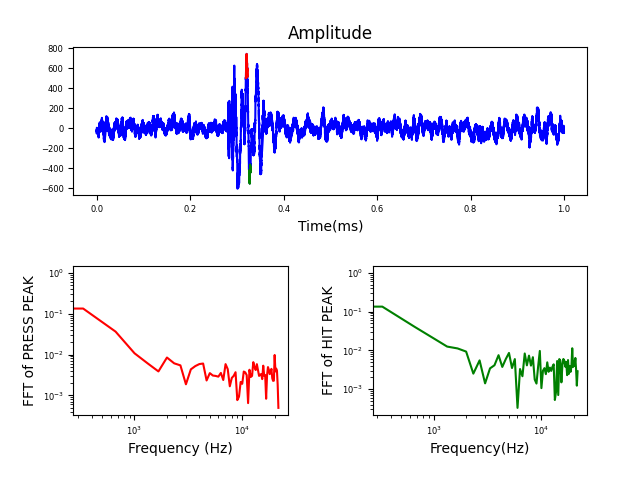 Amplitude
800
600
400
200
0
−200
−400
−600
0.0 0.2 0.4 0.6 0.8 1.0
Time(ms)
FFT of PRESS PEAK
10⁰
10⁻¹
10⁻²
10⁻³
10³ 10⁴
Frequency (Hz)
FFT of HIT PEAK
10⁰
10⁻¹
10⁻²
10⁻³
10³ 10⁴
Frequency(Hz)